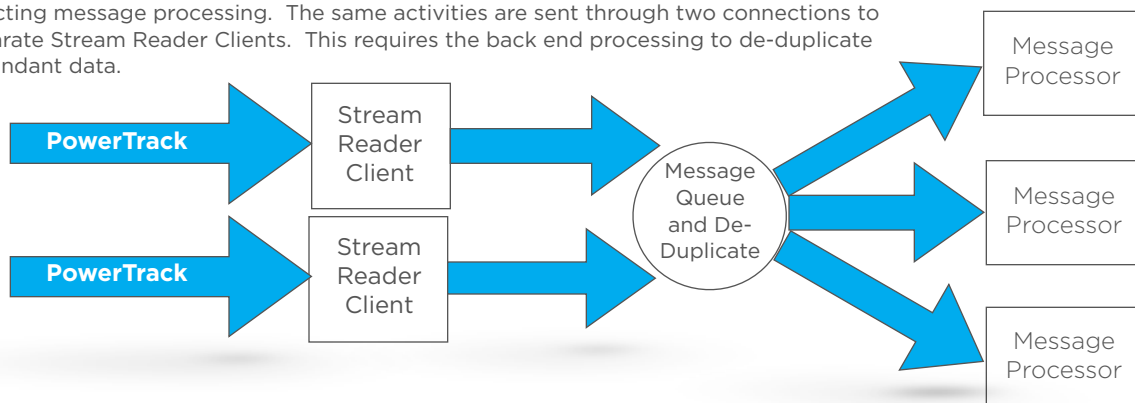 cting message processing. The same activities are sent through two connections to
arate Stream Reader Clients. This requires the back end processing to de-duplicate
ndant data.
PowerTrack
Stream
Reader
Client
PowerTrack
Stream
Reader
Client
Message
Queue
and De-
Duplicate
Message
Processor
Message
Processor
Message
Processor